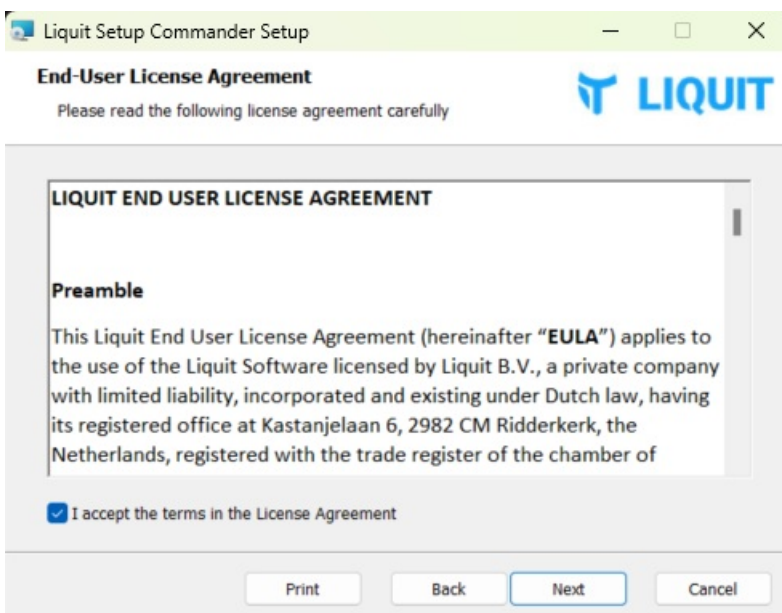 Liquit Setup Commander Setup
End-User License Agreement
Please read the following license agreement carefully
LIQUIT
LIQUIT END USER LICENSE AGREEMENT
Preamble
This Liquit End User License Agreement (hereinafter “EULA”) applies to
the use of the Liquit Software licensed by Liquit B.V., a private company
with limited liability, incorporated and existing under Dutch law, having
its registered office at Kastanjelaan 6, 2982 CM Ridderkerk, the
Netherlands, registered with the trade register of the chamber of
I accept the terms in the License Agreement
Print Back Next Cancel